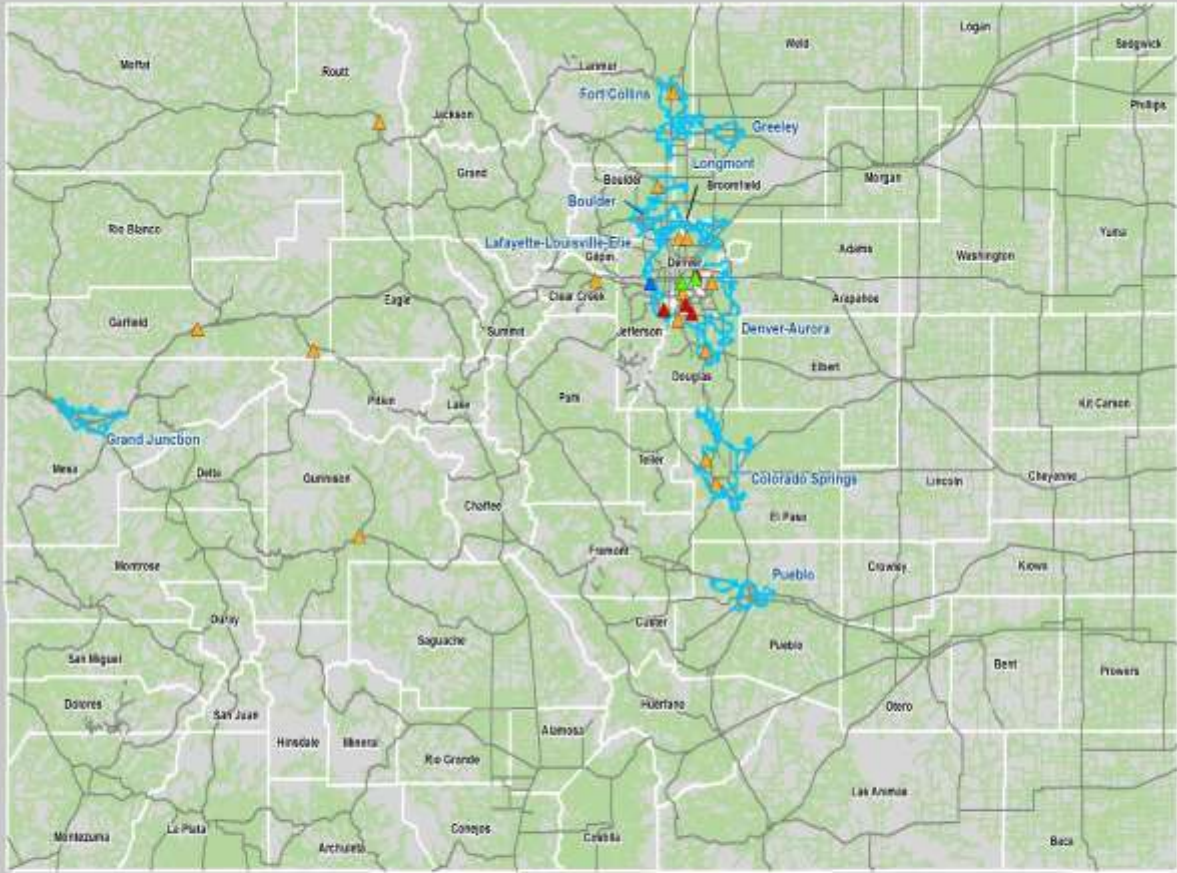 Logan
Weld
Sedgwick
Moffat
Larimer
Routt
Fort Collins
Phillips
Jackson
Greeley
Longmont
Grand
Boulder
Morgan
Broomfield
Boulder
Rio Blanco
Yuma
Lafayette-Louisville-Erie
Adams
Washington
Gilpin
Denver
Eagle
Clear Creek
Arapahoe
Garfield
Summit
Jefferson
Denver-Aurora
Elbert
Douglas
Pitkin
Lake
Park
Kit Carson
Grand Junction
Teller
Mesa
Delta
Gunnison
Colorado Springs
Lincoln
Cheyenne
Chaffee
El Paso
Fremont
Montrose
Crowley
Kiowa
Pueblo
Ouray
Custer
Saguache
Pueblo
San Miguel
Bent
Prowers
Dolores
Huerfano
Otero
San Juan
Alamosa
Hinsdale
Mineral
Rio Grande
Las Animas
La Plata
Conejos
Montezuma
Costilla
Archuleta
Baca